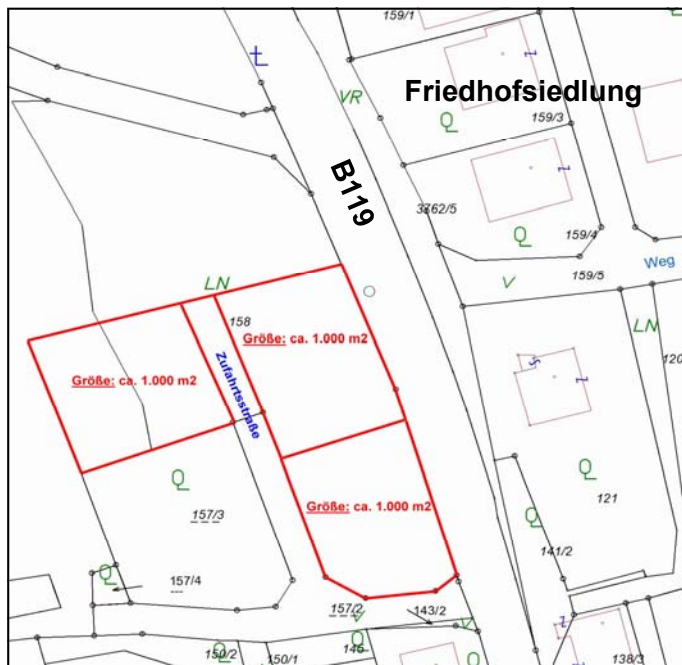 159/1
Friedhofsiedlung
VR
159/3
B119
3762/5
159/4
Weg
159/5
V
LN
158
LN
Größe: ca. 1.000 m2
120
Größe: ca. 1.000 m2
Zufahrtsstraße
157/3
Größe: ca. 1.000 m2
121
141/2
157/4
157/2
143/2
V
V
150/2
150/1
146
138/3